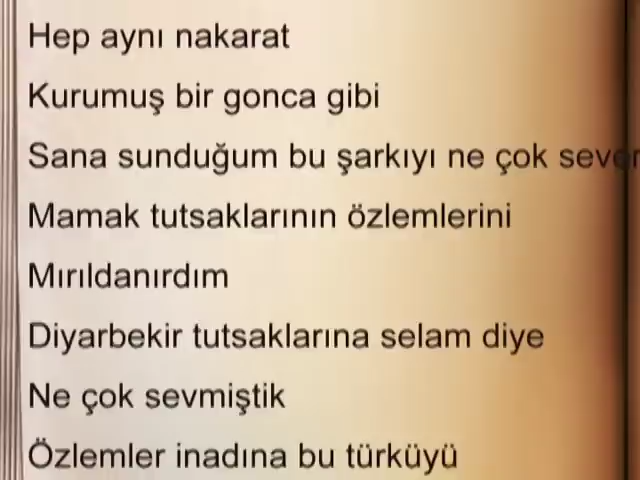 Hep aynı nakarat
Kurumuş bir gonca gibi
Sana sunduğum bu şarkıyı ne çok sever
Mamak tutsaklarının özlemlerini
Mırıldanırdım
Diyarbekir tutsaklarına selam diye
Ne çok sevmiştik
Özlemler inadına bu türküyü